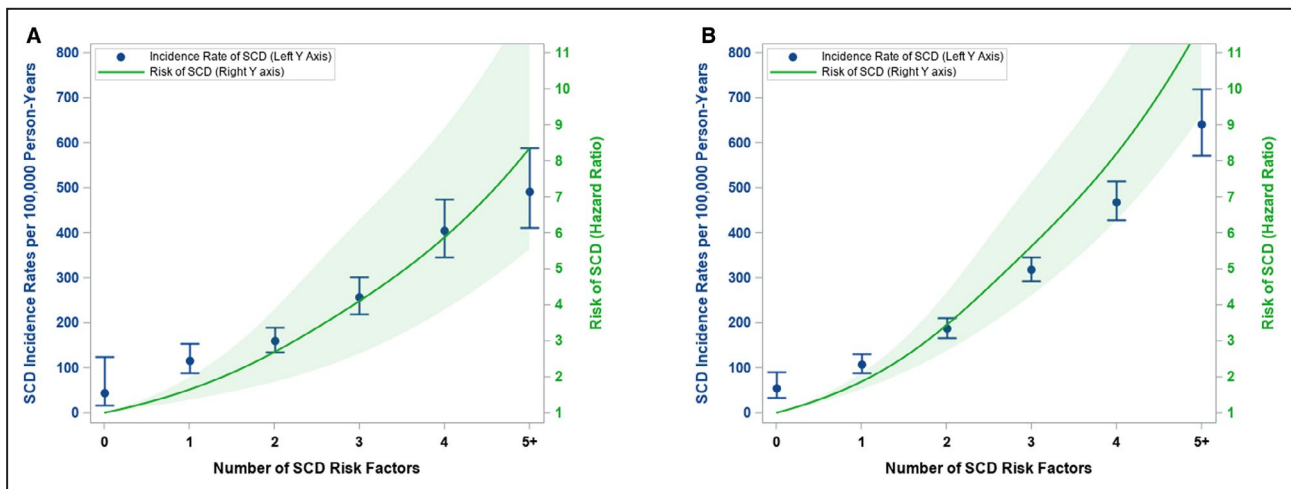 A
SCD Incidence Rates per 100,000 Person-Years
800
700
600
500
400
300
200
100
0
Incidence Rate of SCD (Left Y Axis)
Risk of SCD (Right Y axis)
11
10
9
8
7
6
5
4
3
2
1
Risk of SCD (Hazard Ratio)
0 1 2 3 4 5+
Number of SCD Risk Factors
B
SCD Incidence Rates per 100,000 Person-Years
800
700
600
500
400
300
200
100
0
Incidence Rate of SCD (Left Y Axis)
Risk of SCD (Right Y axis)
11
10
9
8
7
6
5
4
3
2
1
Risk of SCD (Hazard Ratio)
0 1 2 3 4 5+
Number of SCD Risk Factors